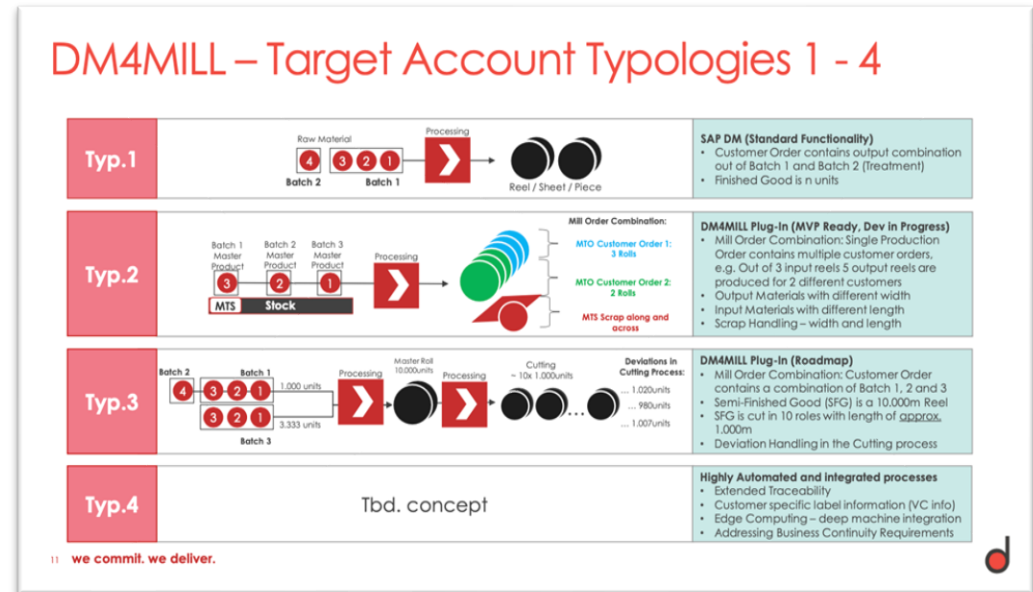 DM4MILL – Target Account Typologies 1 - 4
Typ.1
Raw Material
4
3 2 1
Batch 2
Batch 1
Processing
Reel / Sheet / Piece
SAP DM (Standard Functionality)
• Customer Order contains output combination
out of Batch 1 and Batch 2 (Treatment)
• Finished Good is n units
Typ.2
Batch 1
Master
Product
Batch 2
Master
Product
Batch 3
Master
Product
3
2
1
MTS
Stock
Processing
Mill Order Combination:
MTO Customer Order 1:
3 Rolls
MTO Customer Order 2:
2 Rolls
MTS Scrap along and
across
DM4MILL Plug-In (MVP Ready, Dev in Progress)
• Mill Order Combination: Single Production
Order contains multiple customer orders,
e.g. Out of 3 input reels 5 output reels are
produced for 2 different customers
• Output Materials with different width
• Input Materials with different length
• Scrap Handling – width and length
Typ.3
Batch 2
Batch 1
4
3 2 1
3 2 1
Batch 3
1.000 units
3.333 units
Processing
Master Roll
10.000units
Processing
Cutting
~ 10x 1.000units
...
Deviations in
Cutting Process:
... 1.020units
... 980units
... 1.007units
DM4MILL Plug-In (Roadmap)
• Mill Order Combination: Customer Order
contains a combination of Batch 1, 2 and 3
• Semi-Finished Good (SFG) is a 10.000m Reel
• SFG is cut in 10 roles with length of approx.
1.000m
• Deviation Handling in the Cutting process
Typ.4
Tbd. concept
Highly Automated and integrated processes
• Extended Traceability
• Customer specific label information (VC info)
• Edge Computing – deep machine integration
• Addressing Business Continuity Requirements
11 we commit. we deliver.
d